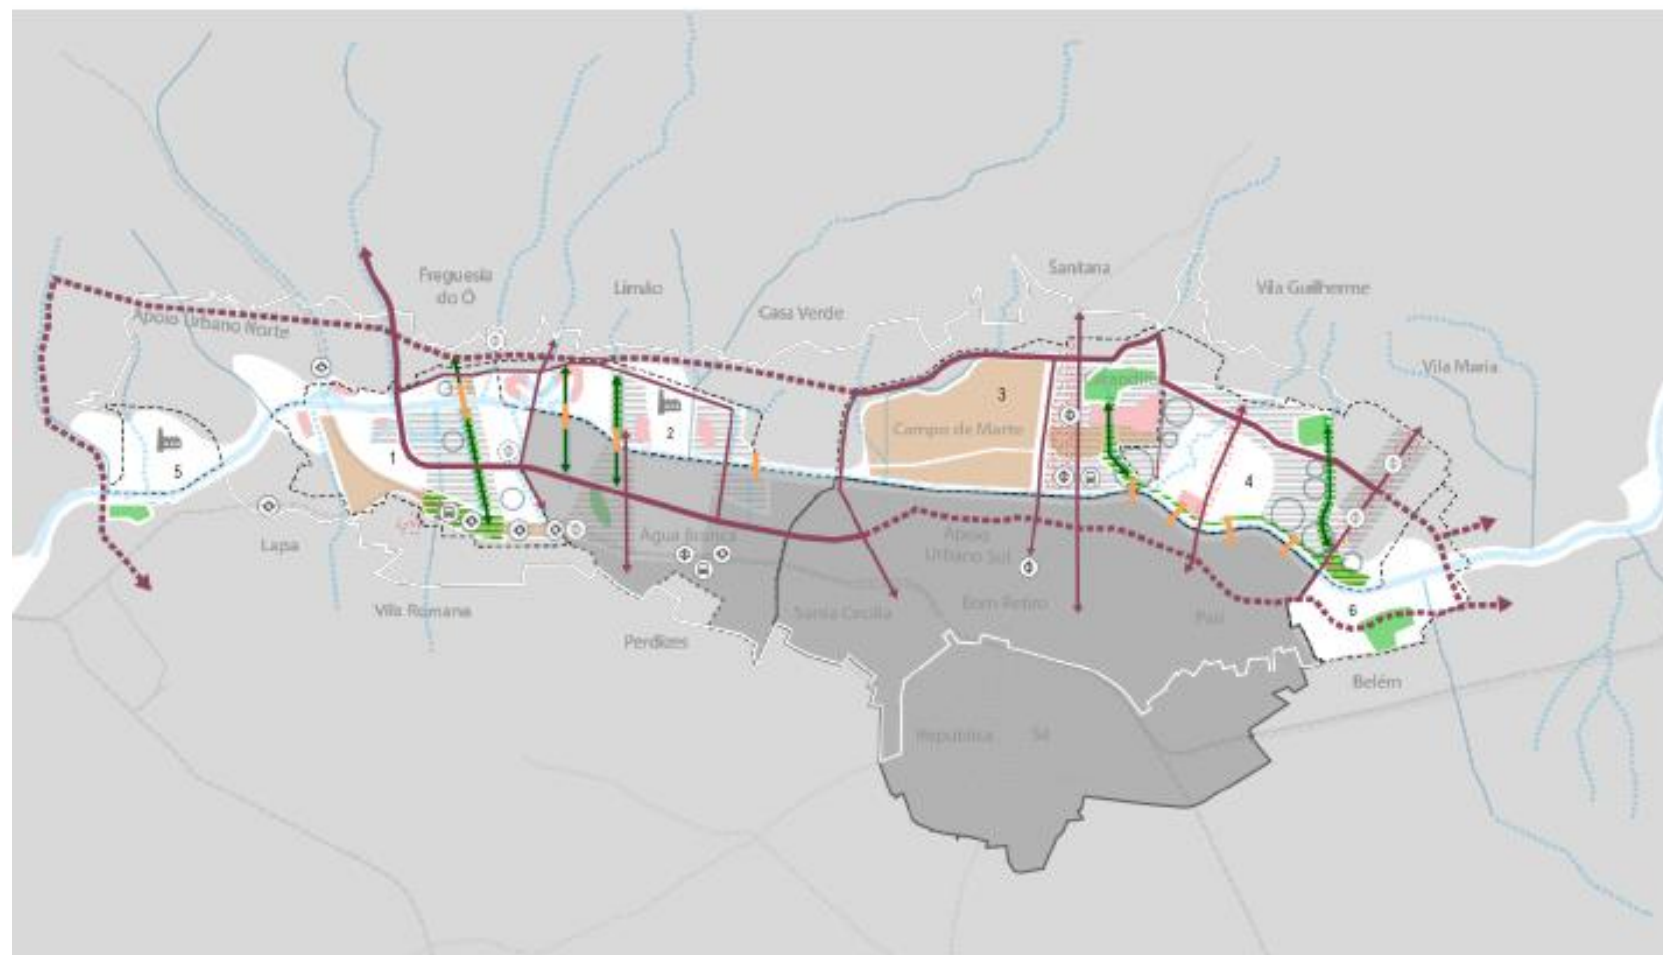 Sanitana
Freguesia
do Ó
Limão
Vila Guilherme
Casa Verde
Apoio Urbano Norte
Vila Maria
3
Campo de Marte
2
1
5
4
Água Branca
Apoio
Urbano Sul
Lapa
Vila Romana
Santa Cecília
Bom Retiro
Pari
6
Perdizes
Belém
República
Sé